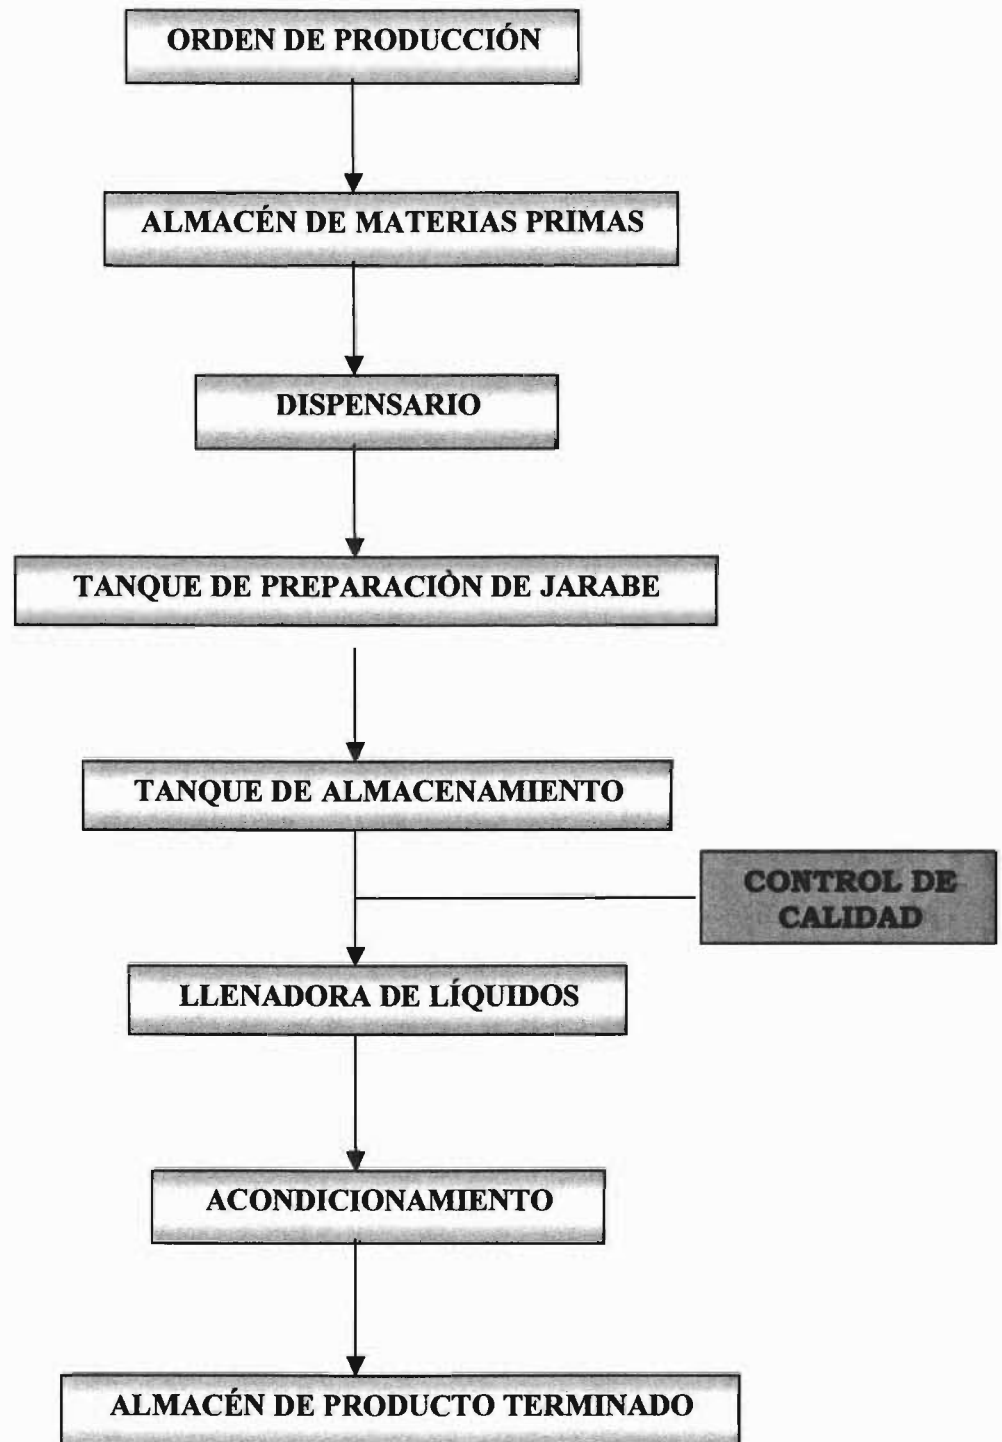 ORDEN DE PRODUCCIÓN
ALMACÉN DE MATERIAS PRIMAS
DISPENSARIO
TANQUE DE PREPARACIÒN DE JARABE
TANQUE DE ALMACENAMIENTO
CONTROL DE
CALIDAD
LLENADORA DE LÍQUIDOS
ACONDICIONAMIENTO
ALMACÉN DE PRODUCTO TERMINADO